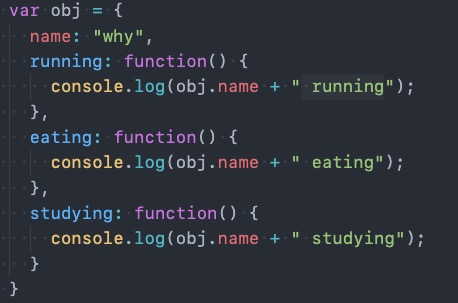 var obj = {
  name: "why",
  running: function() {
    console.log(obj.name + " running");
  },
  eating: function() {
    console.log(obj.name + " eating");
  },
  studying: function() {
    console.log(obj.name + " studying");
  }
}